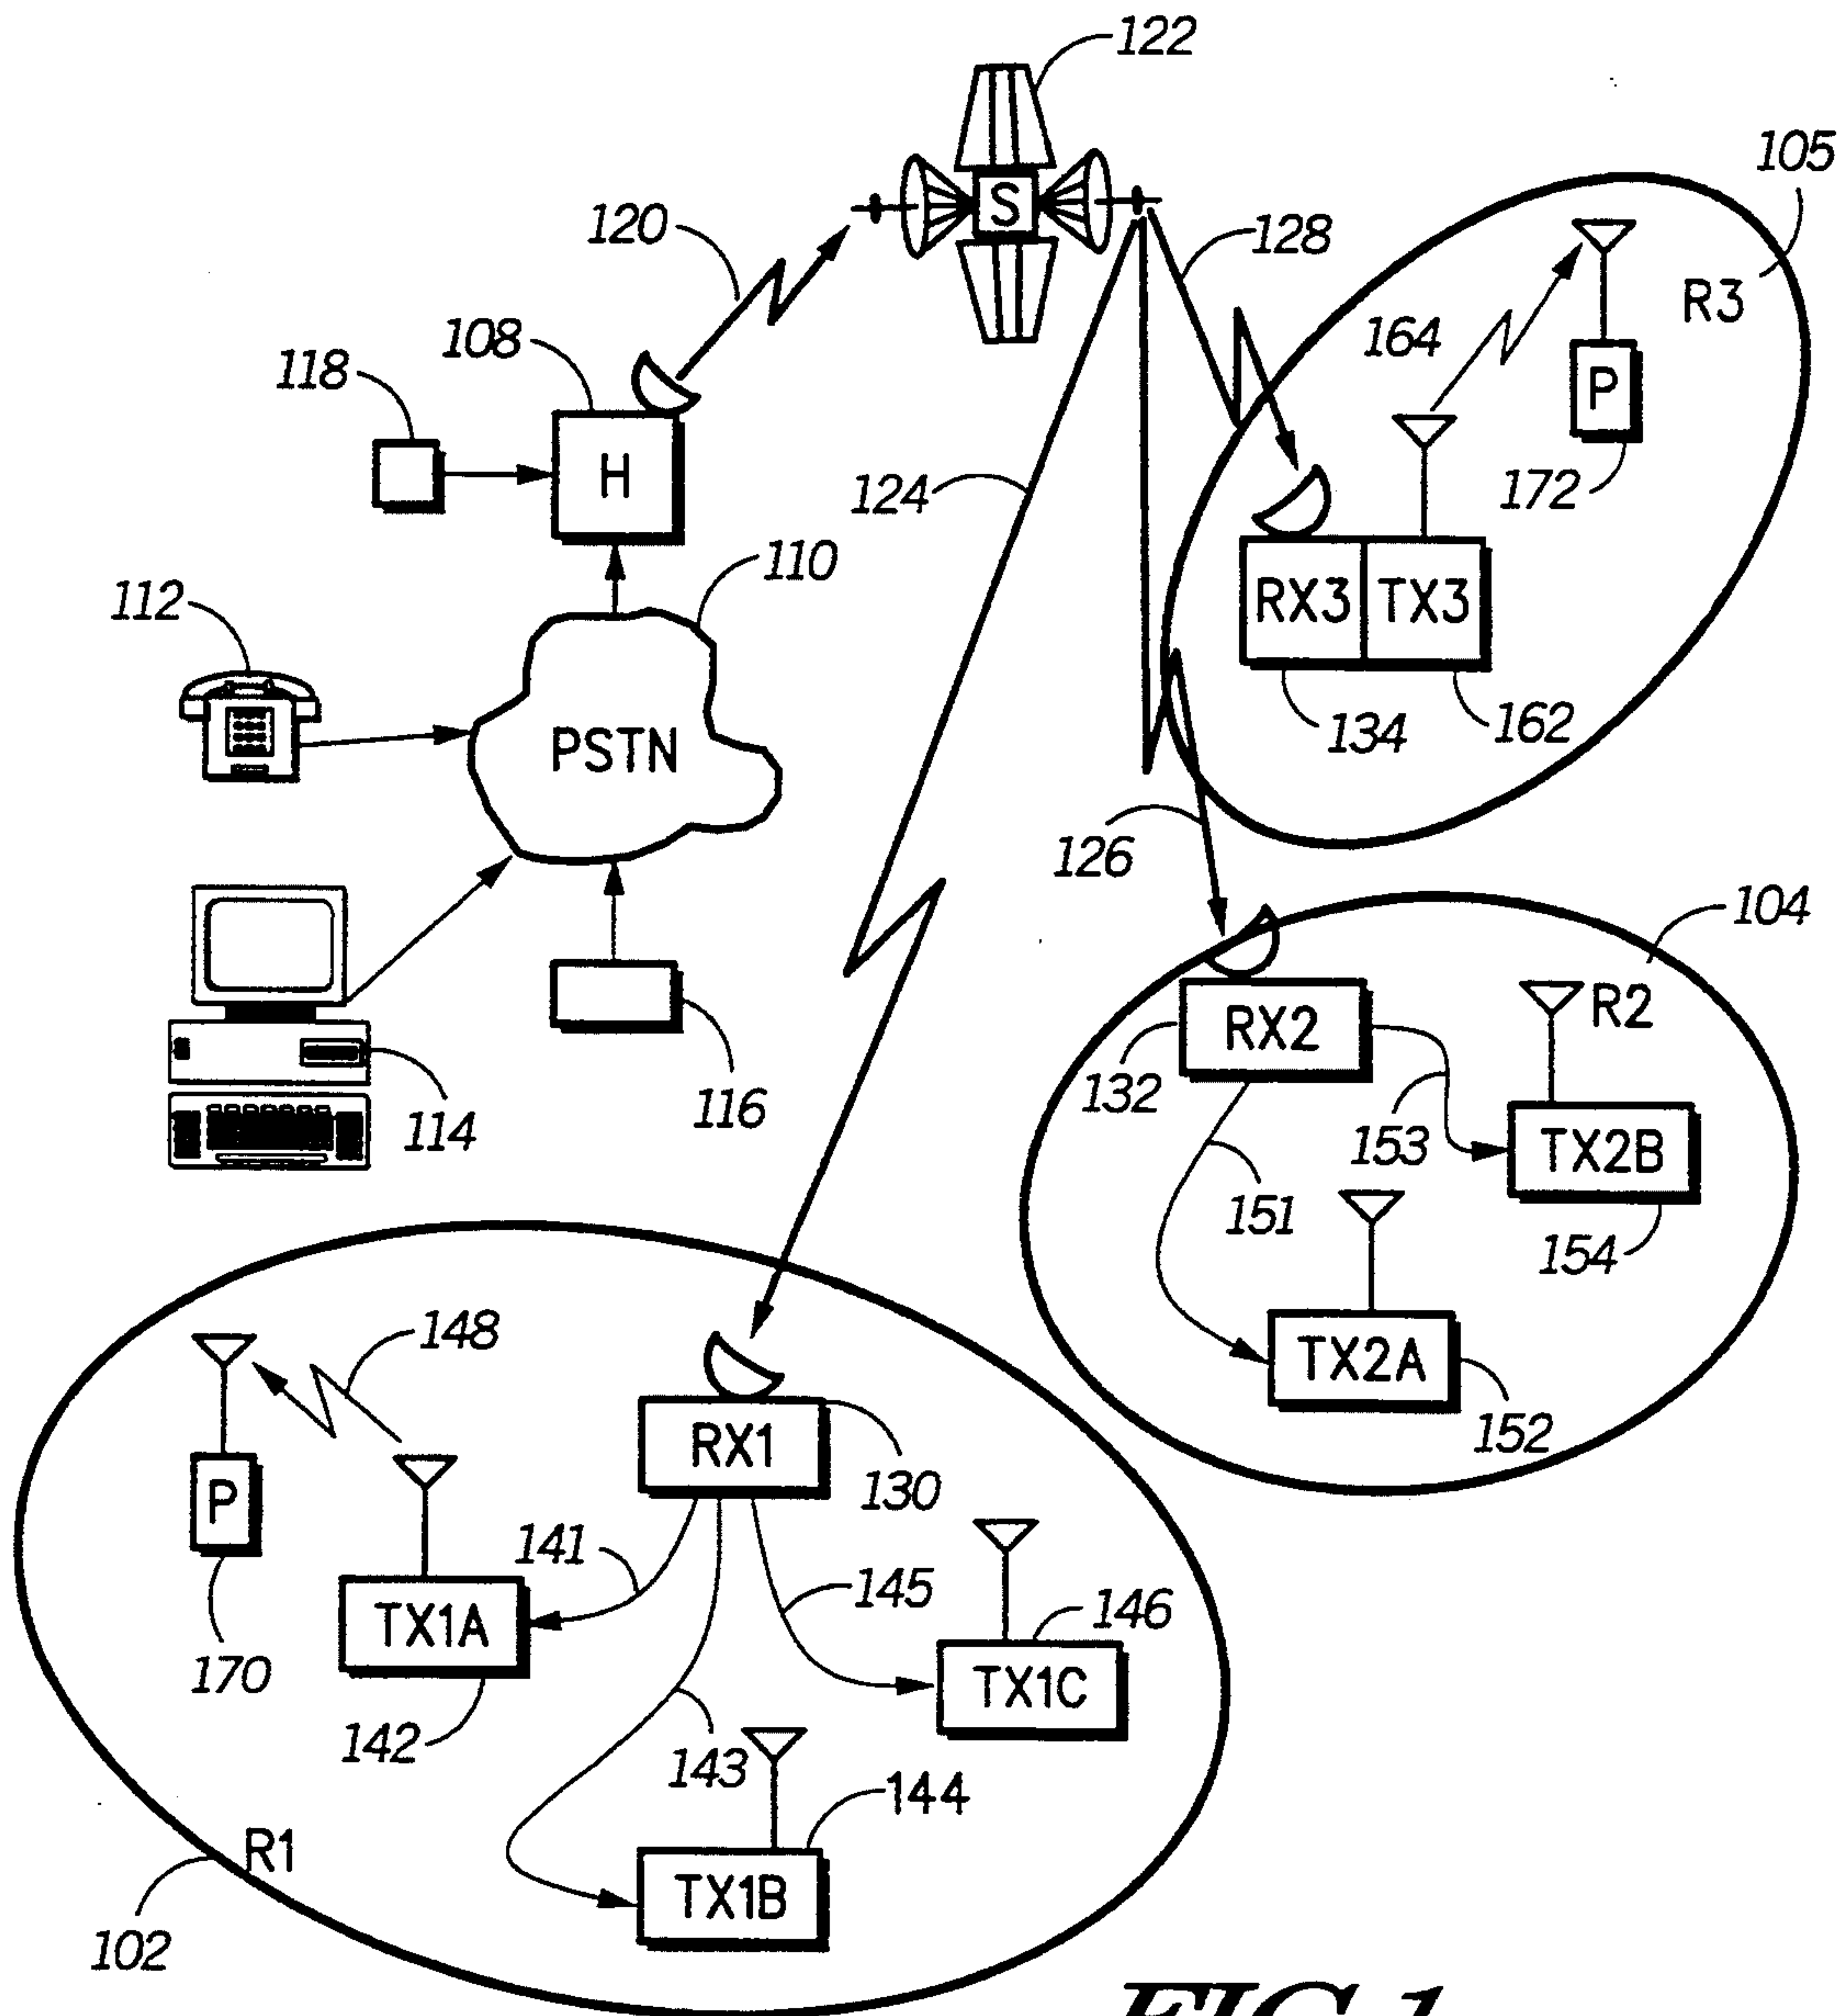 122
105
S
120
128
R3
108
164
118
P
H
124
172
110
112
RX3 TX3
PSTN
134
162
126
104
R2
RX2
132
116
114
153
TX2B
151
154
148
TX2A
RX1
152
P
130
141
145
146
TX1A
170
TX1C
142
143
144
R1
TX1B
102
FIG.1